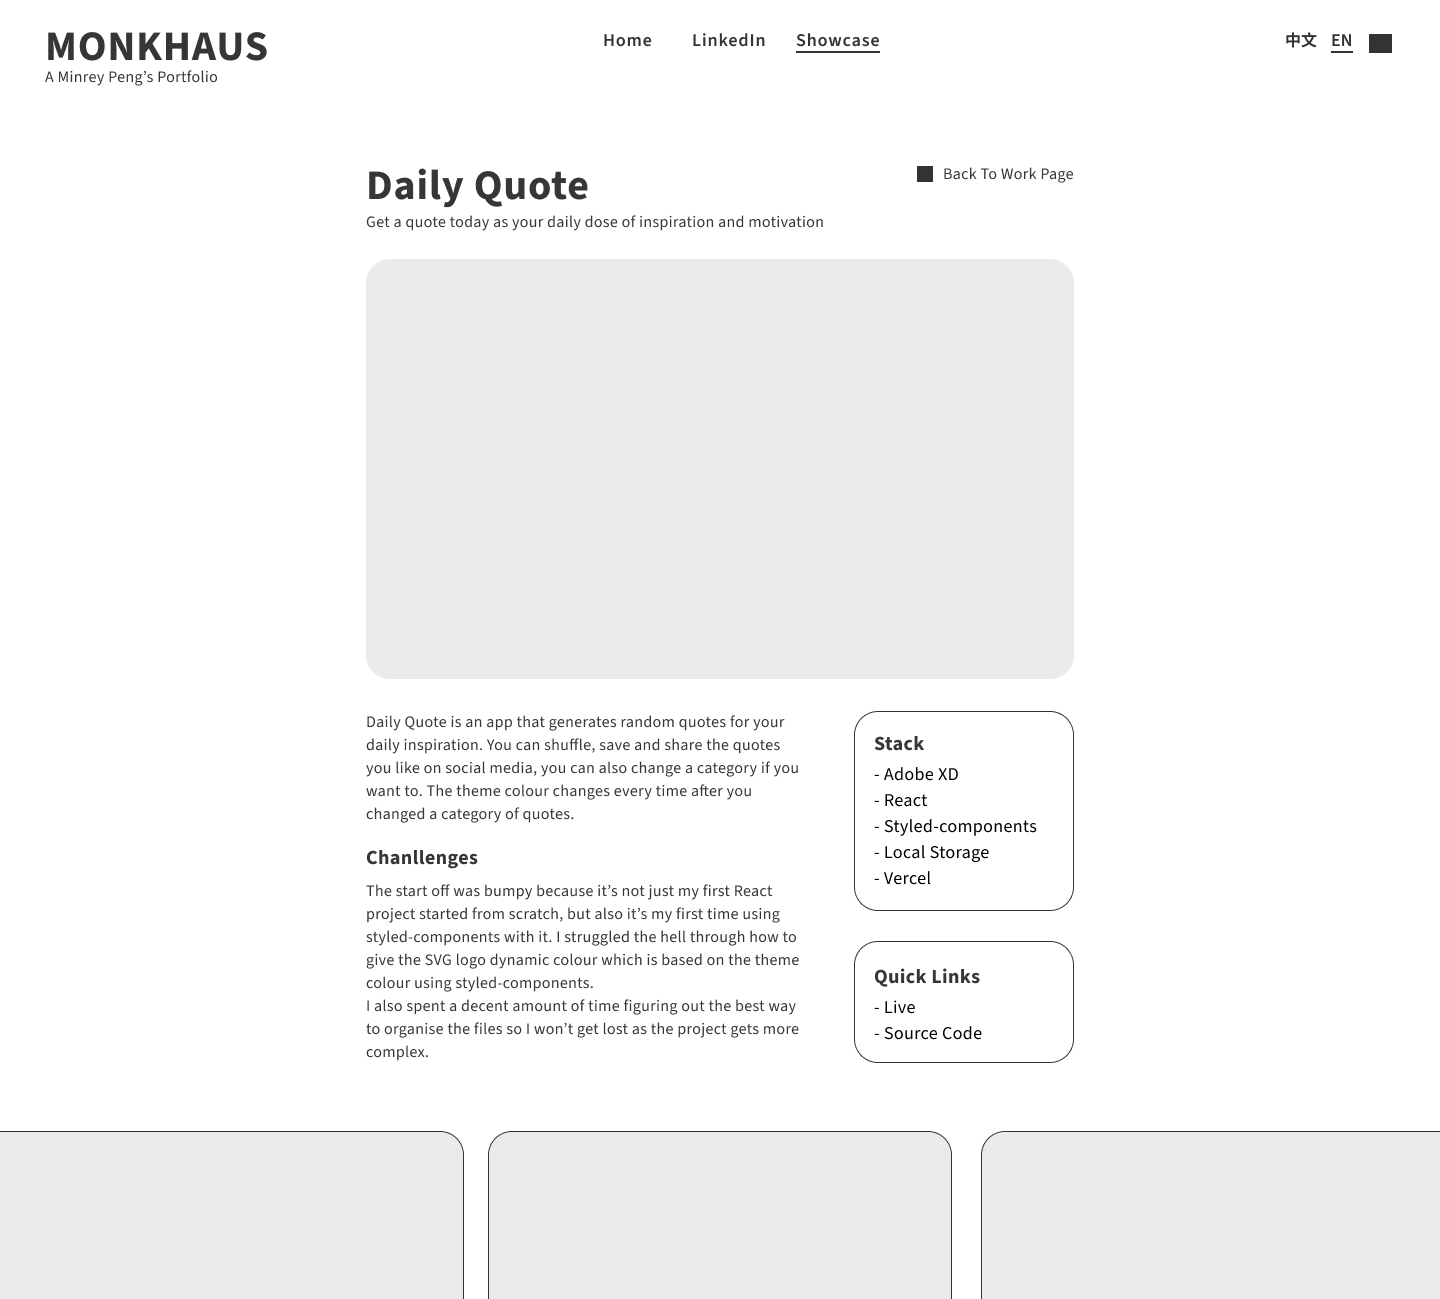 MONKHAUS
A Minrey Peng’s Portfolio
Home
LinkedIn
Showcase
中文
EN
Daily Quote
Back To Work Page
Get a quote today as your daily dose of inspiration and motivation
Daily Quote is an app that generates random quotes for your
daily inspiration. You can shuffle, save and share the quotes
you like on social media, you can also change a category if you
want to. The theme colour changes every time after you
changed a category of quotes.
Chanllenges
The start off was bumpy because it’s not just my first React
project started from scratch, but also it’s my first time using
styled-components with it. I struggled the hell through how to
give the SVG logo dynamic colour which is based on the theme
colour using styled-components.
I also spent a decent amount of time figuring out the best way
to organise the files so I won’t get lost as the project gets more
complex.
Stack
- Adobe XD
- React
- Styled-components
- Local Storage
- Vercel
Quick Links
- Live
- Source Code